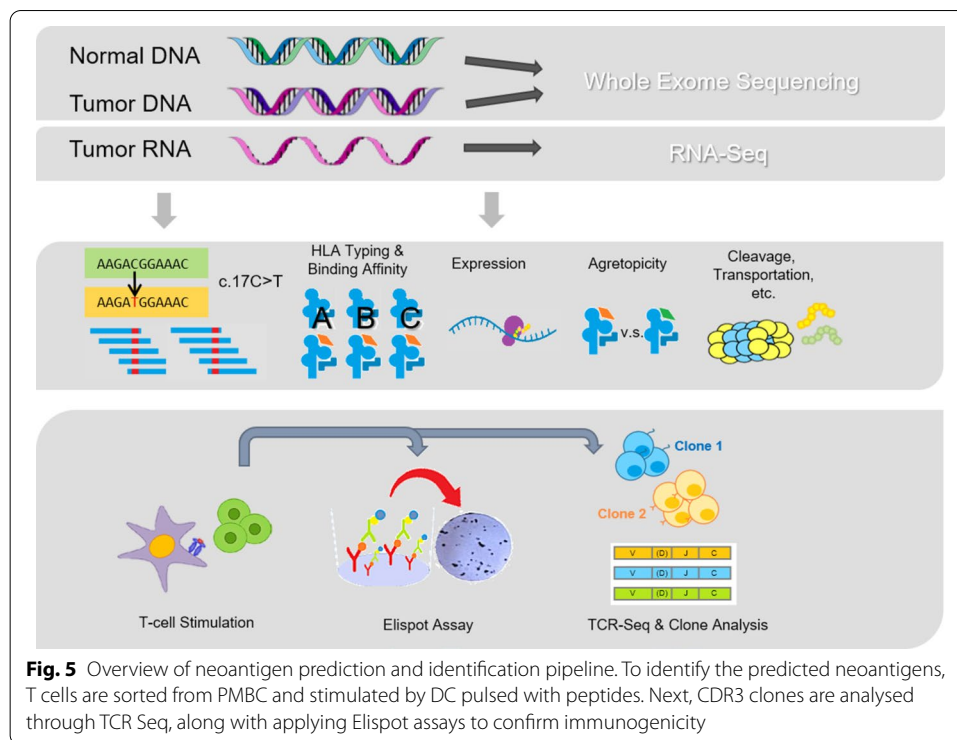 Normal DNA
Tumor DNA
Whole Exome Sequencing
Tumor RNA
RNA-Seq
AAGACGGAAAC
AAGATGGAAAC
c.17C>T
HLA Typing &
Binding Affinity
A B C
Expression
Agretopicity
v.s.
Cleavage,
Transportation,
etc.
Clone 1
Clone 2
V (D) J C
V (D) J C
V (D) J C
T-cell Stimulation
Elispot Assay
TCR-Seq & Clone Analysis
Fig. 5 Overview of neoantigen prediction and identification pipeline. To identify the predicted neoantigens,
T cells are sorted from PMBC and stimulated by DC pulsed with peptides. Next, CDR3 clones are analysed
through TCR Seq, along with applying Elispot assays to confirm immunogenicity